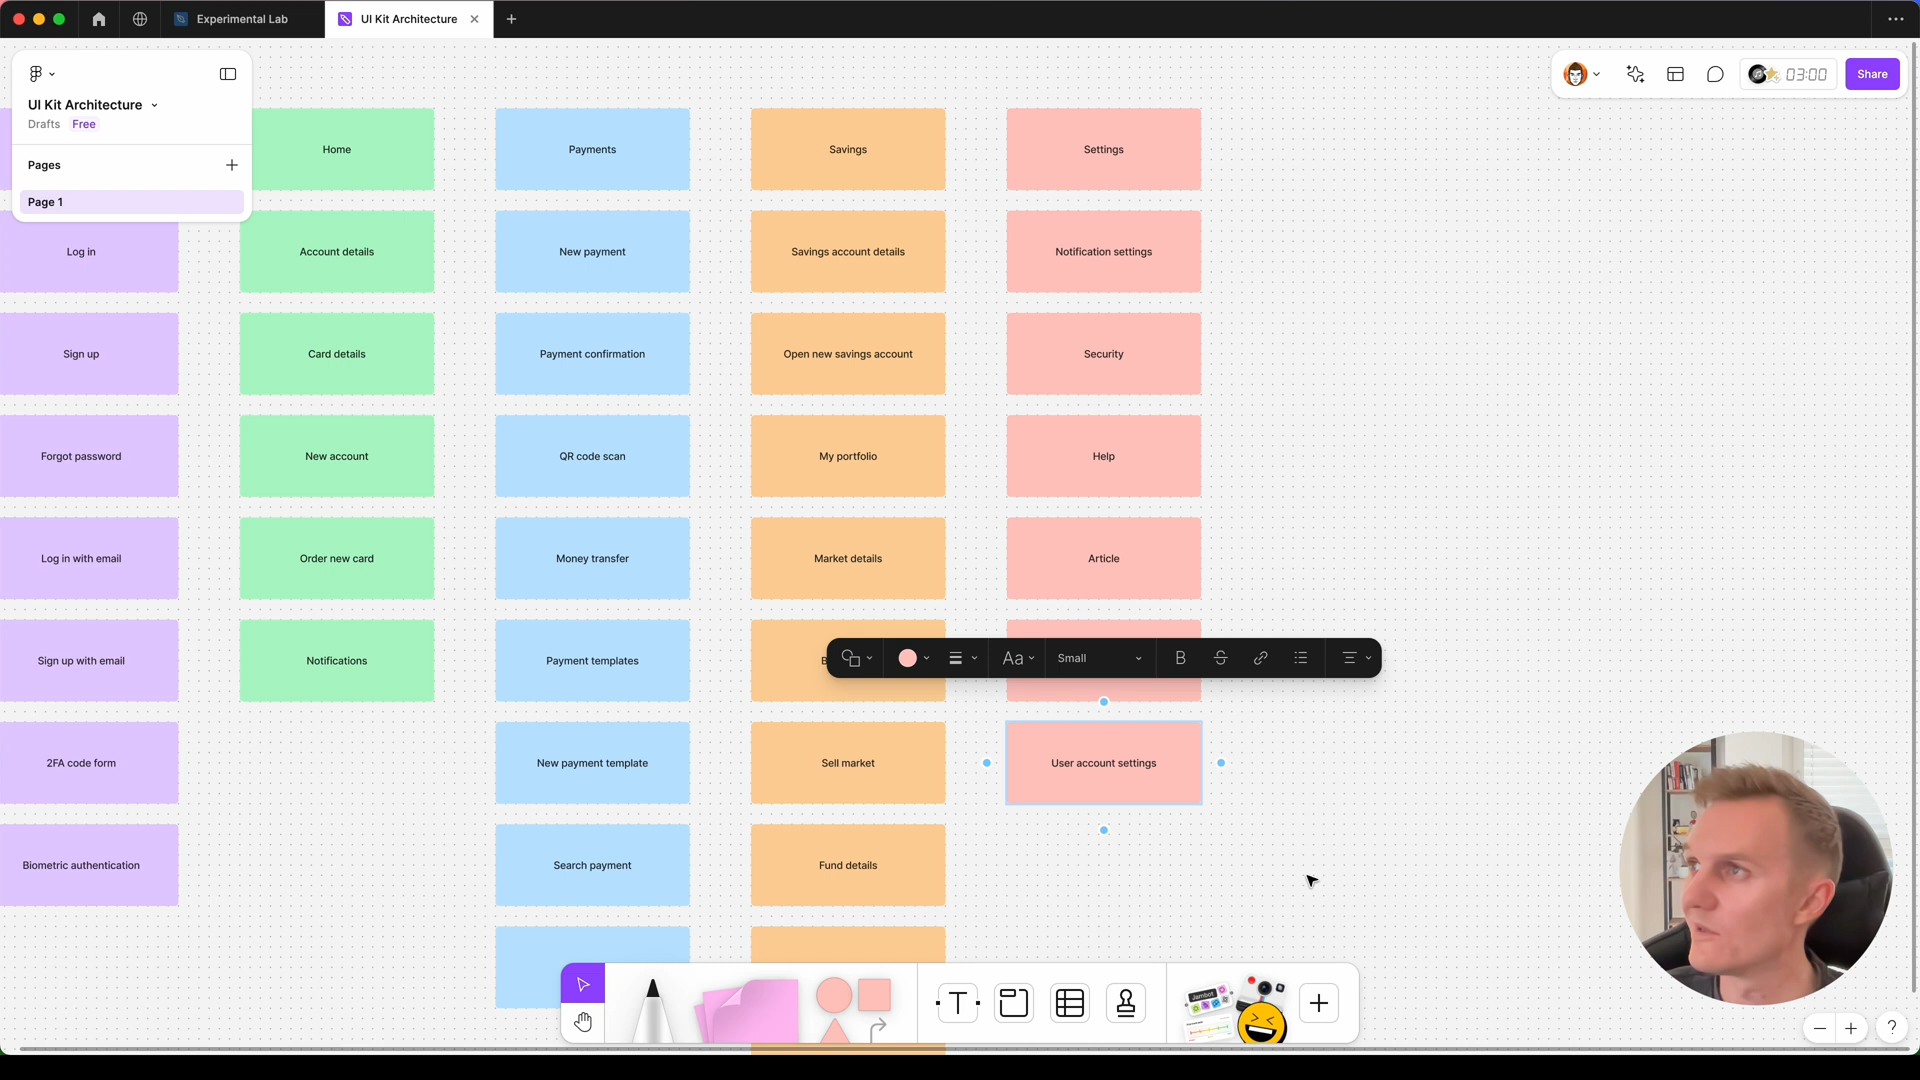 Experimental Lab
UI Kit Architecture
UI Kit Architecture
Drafts Free
Pages
Page 1
03:00
Share
Home
Payments
Savings
Settings
Log in
Account details
New payment
Savings account details
Notification settings
Sign up
Card details
Payment confirmation
Open new savings account
Security
Forgot password
New account
QR code scan
My portfolio
Help
Log in with email
Order new card
Money transfer
Market details
Article
Sign up with email
Notifications
Payment templates
Aa
Small
B
S
2FA code form
New payment template
Sell market
User account settings
Biometric authentication
Search payment
Fund details
T
Jambot
?